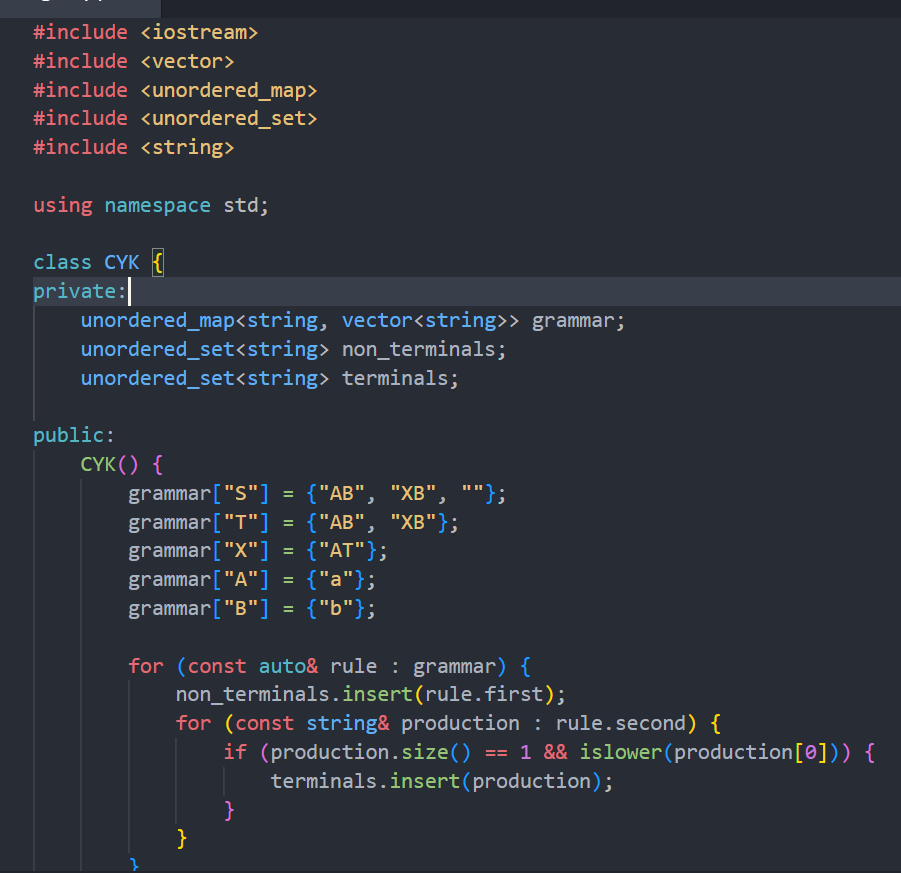 #include <iostream>
#include <vector>
#include <unordered_map>
#include <unordered_set>
#include <string>

using namespace std;

class CYK {
private:
    unordered_map<string, vector<string>> grammar;
    unordered_set<string> non_terminals;
    unordered_set<string> terminals;

public:
    CYK() {
        grammar["S"] = {"AB", "XB", ""};
        grammar["T"] = {"AB", "XB"};
        grammar["X"] = {"AT"};
        grammar["A"] = {"a"};
        grammar["B"] = {"b"};

        for (const auto& rule : grammar) {
            non_terminals.insert(rule.first);
            for (const string& production : rule.second) {
                if (production.size() == 1 && islower(production[0])) {
                    terminals.insert(production);
                }
            }
        }